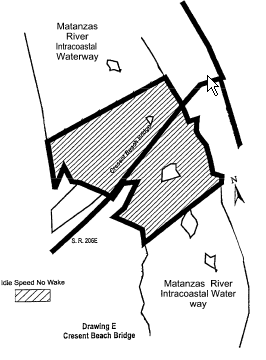 Matanzas
River
Intracoastal
Waterway
Cresent Beach Bridge
N
S. R. 206E
Idle Speed No Wake
Matanzas River
Intracoastal Water
way
Drawing E
Cresent Beach Bridge